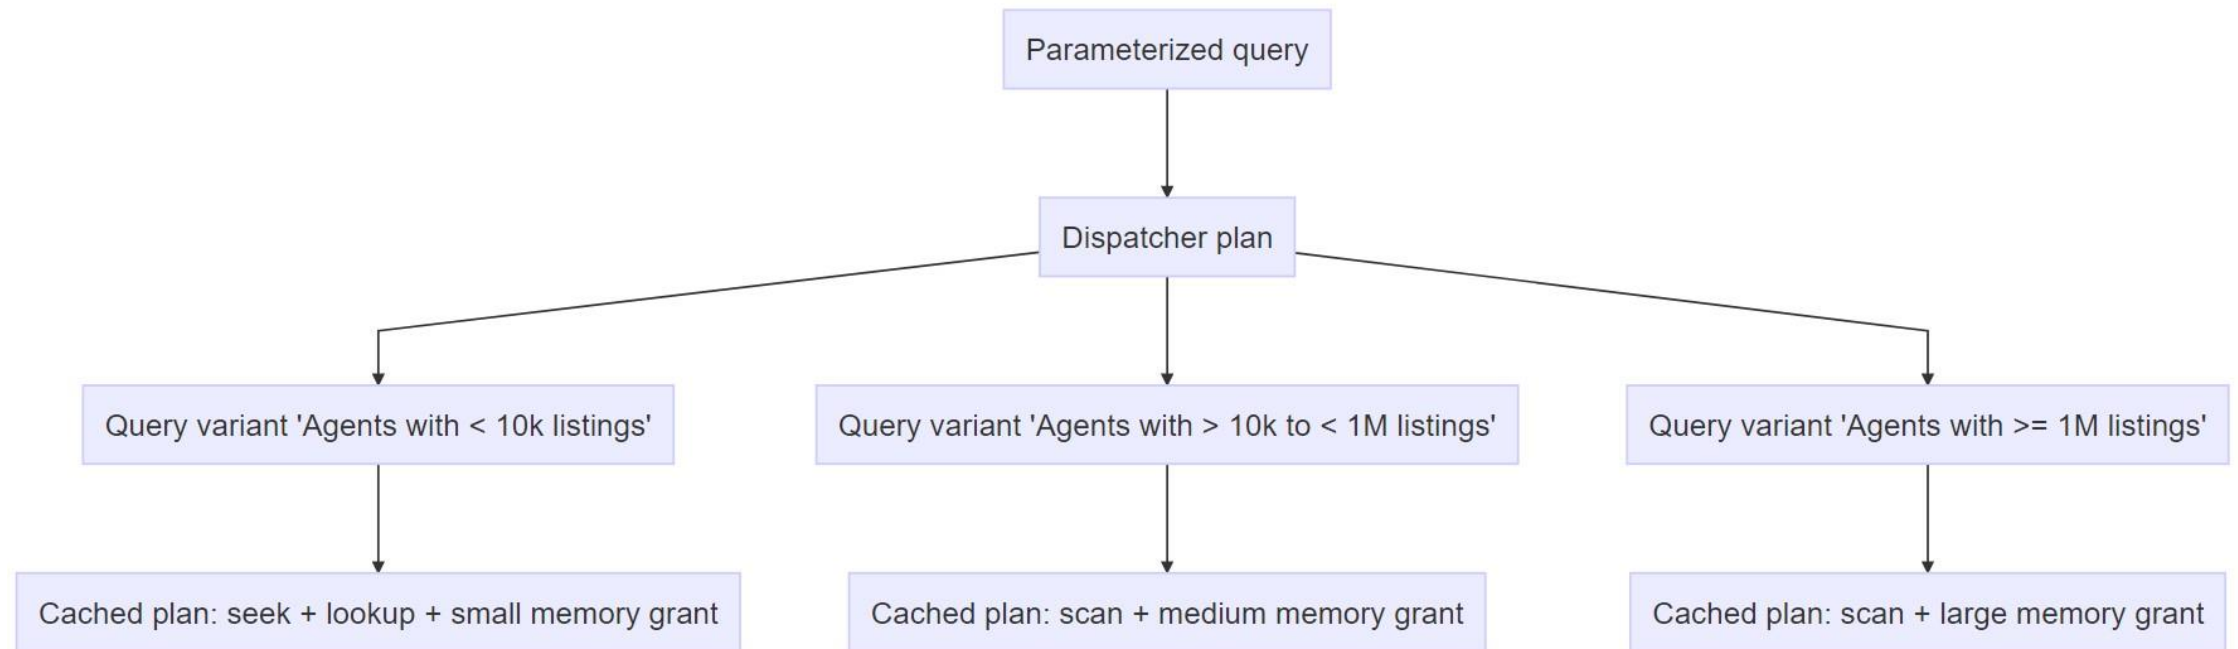 Parameterized query
Dispatcher plan
Query variant 'Agents with < 10k listings'
Query variant 'Agents with > 10k to < 1M listings'
Query variant 'Agents with >= 1M listings'
Cached plan: seek + lookup + small memory grant
Cached plan: scan + medium memory grant
Cached plan: scan + large memory grant